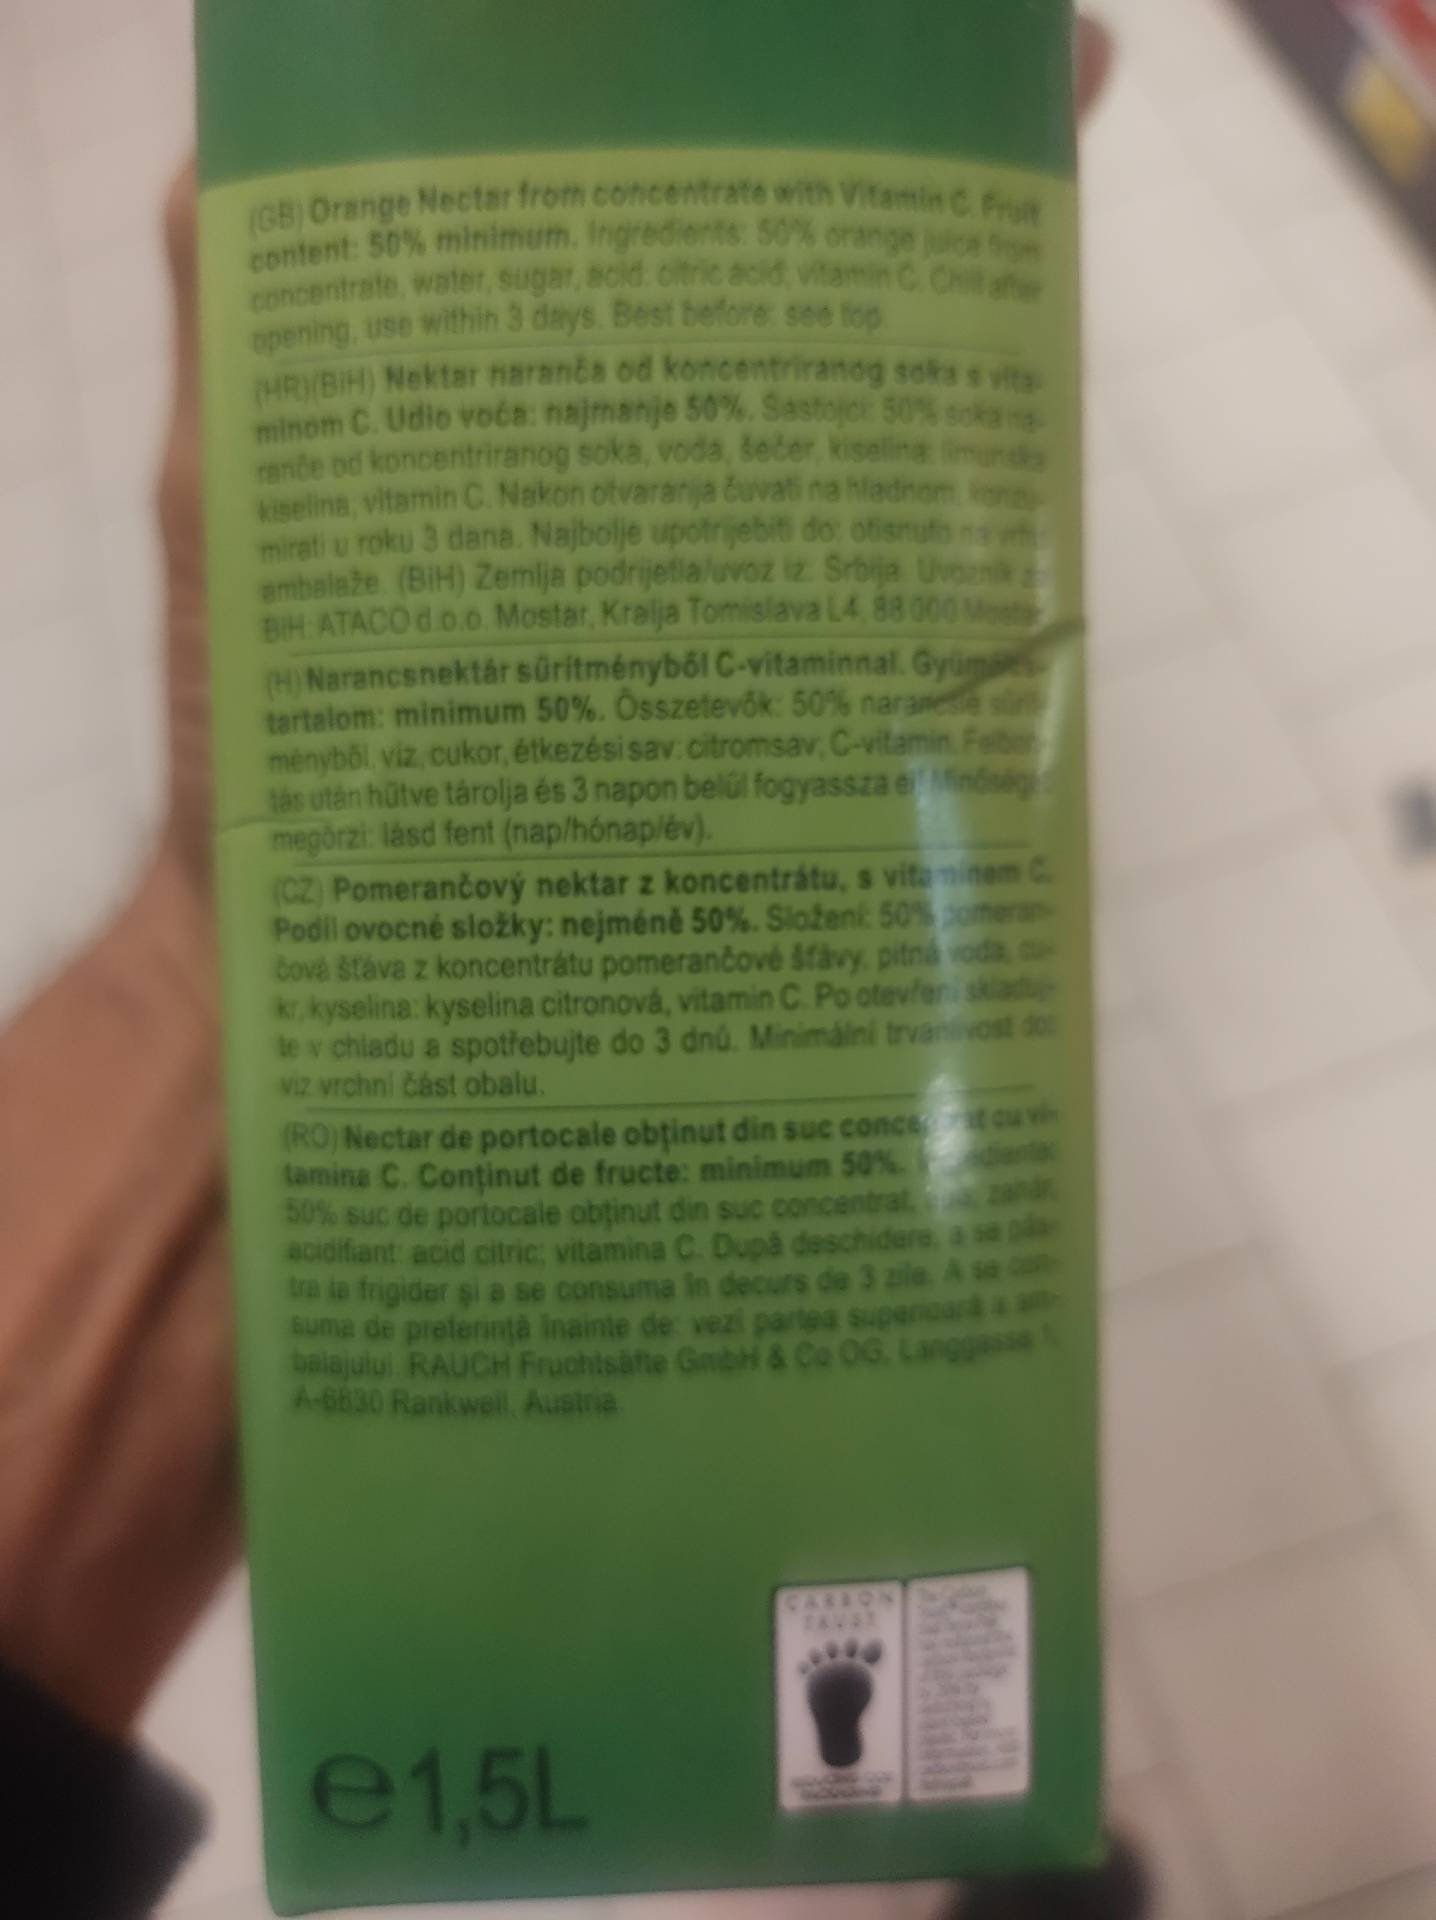 (GB) Orange Nectar from concentrate with Vitamin C. Fruit
content: 50% minimum. Ingredients: 50% orange juice from
concentrate, water, sugar, acid: citric acid, vitamin C. Chill after
opening, use within 3 days. Best before: see top.
(HR)(BIH) Nektar naranča od koncentriranog soka s vita-
minom C. Udio voća: najmanje 50%. Sastojci: 50% soka na-
ranče od koncentriranog soka, voda, šećer, kiselina: limunska
kiselina, vitamin C. Nakon otvaranja čuvati na hladnom, konzu-
mirati u roku 3 dana. Najbolje upotrijebiti do: otisnuto na vrhu
ambalaže. (BIH) Zemlja podrijetla/uvoz iz: Srbija. Uvoznik za
BIH: ATACO d.o.o. Mostar, Kralja Tomislava L4, 88 000 Mostar
(H) Narancsnektár sűrítményből C-vitaminnal. Gyümölcs-
tartalom: minimum 50%. Összetevők: 50% narancslé sűrít-
ményből, víz, cukor, étkezési sav: citromsav, C-vitamin. Felbon-
tás után hűtve tárolja és 3 napon belül fogyassza el! Minőségét
megőrzi: lásd fent (nap/hónap/év).
(CZ) Pomerančový nektar z koncentrátu, s vitamínem C.
Podíl ovocné složky: nejméně 50%. Složení: 50% pomeran-
čová šťáva z koncentrátu pomerančové šťávy, pitná voda, cu-
kr, kyselina: kyselina citronová, vitamin C. Po otevření skladuj-
te v chladu a spotřebujte do 3 dnů. Minimální trvanlivost do:
viz vrchní část obalu.
(RO) Nectar de portocale obținut din suc concentrat cu vi-
tamina C. Conținut de fructe: minimum 50%. Ingrediente:
50% suc de portocale obținut din suc concentrat, apă, zahăr,
acidifiant: acid citric; vitamina C. După deschidere, a se păs-
tra la frigider și a se consuma în decurs de 3 zile. A se con-
suma de preferință înainte de: vezi partea superioară a am-
balajului. RAUCH Fruchtsäfte GmbH & Co OG, Langgasse 1,
A-6830 Rankweil, Austria.
CARBON
TRUST
e1,5L